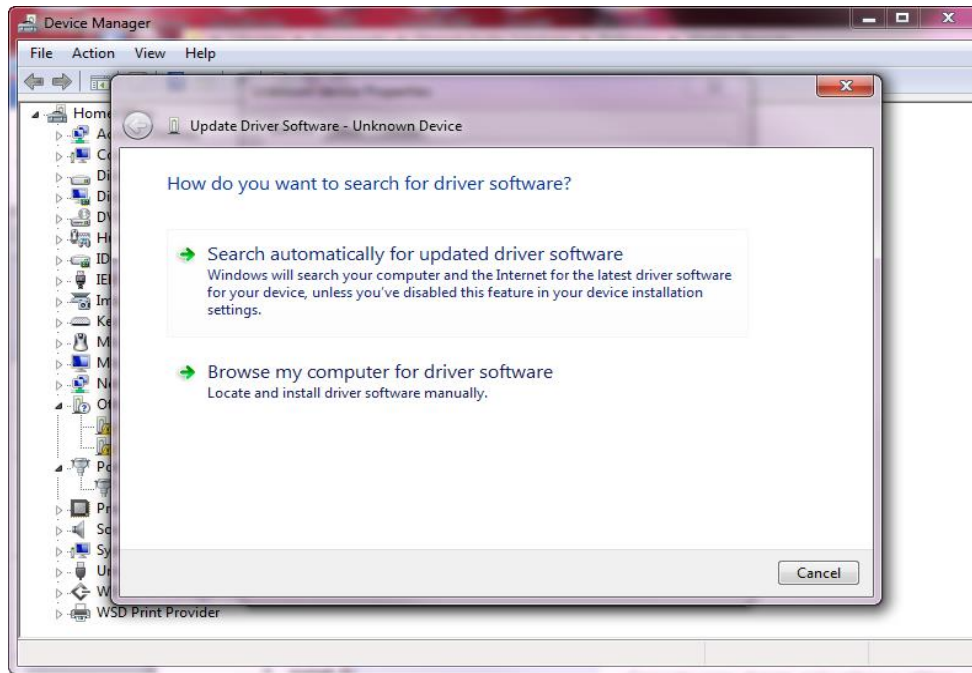 Device Manager
File Action View Help
Update Driver Software - Unknown Device
How do you want to search for driver software?
Search automatically for updated driver software
Windows will search your computer and the Internet for the latest driver software
for your device, unless you've disabled this feature in your device installation
settings.
Browse my computer for driver software
Locate and install driver software manually.
Cancel
WSD Print Provider